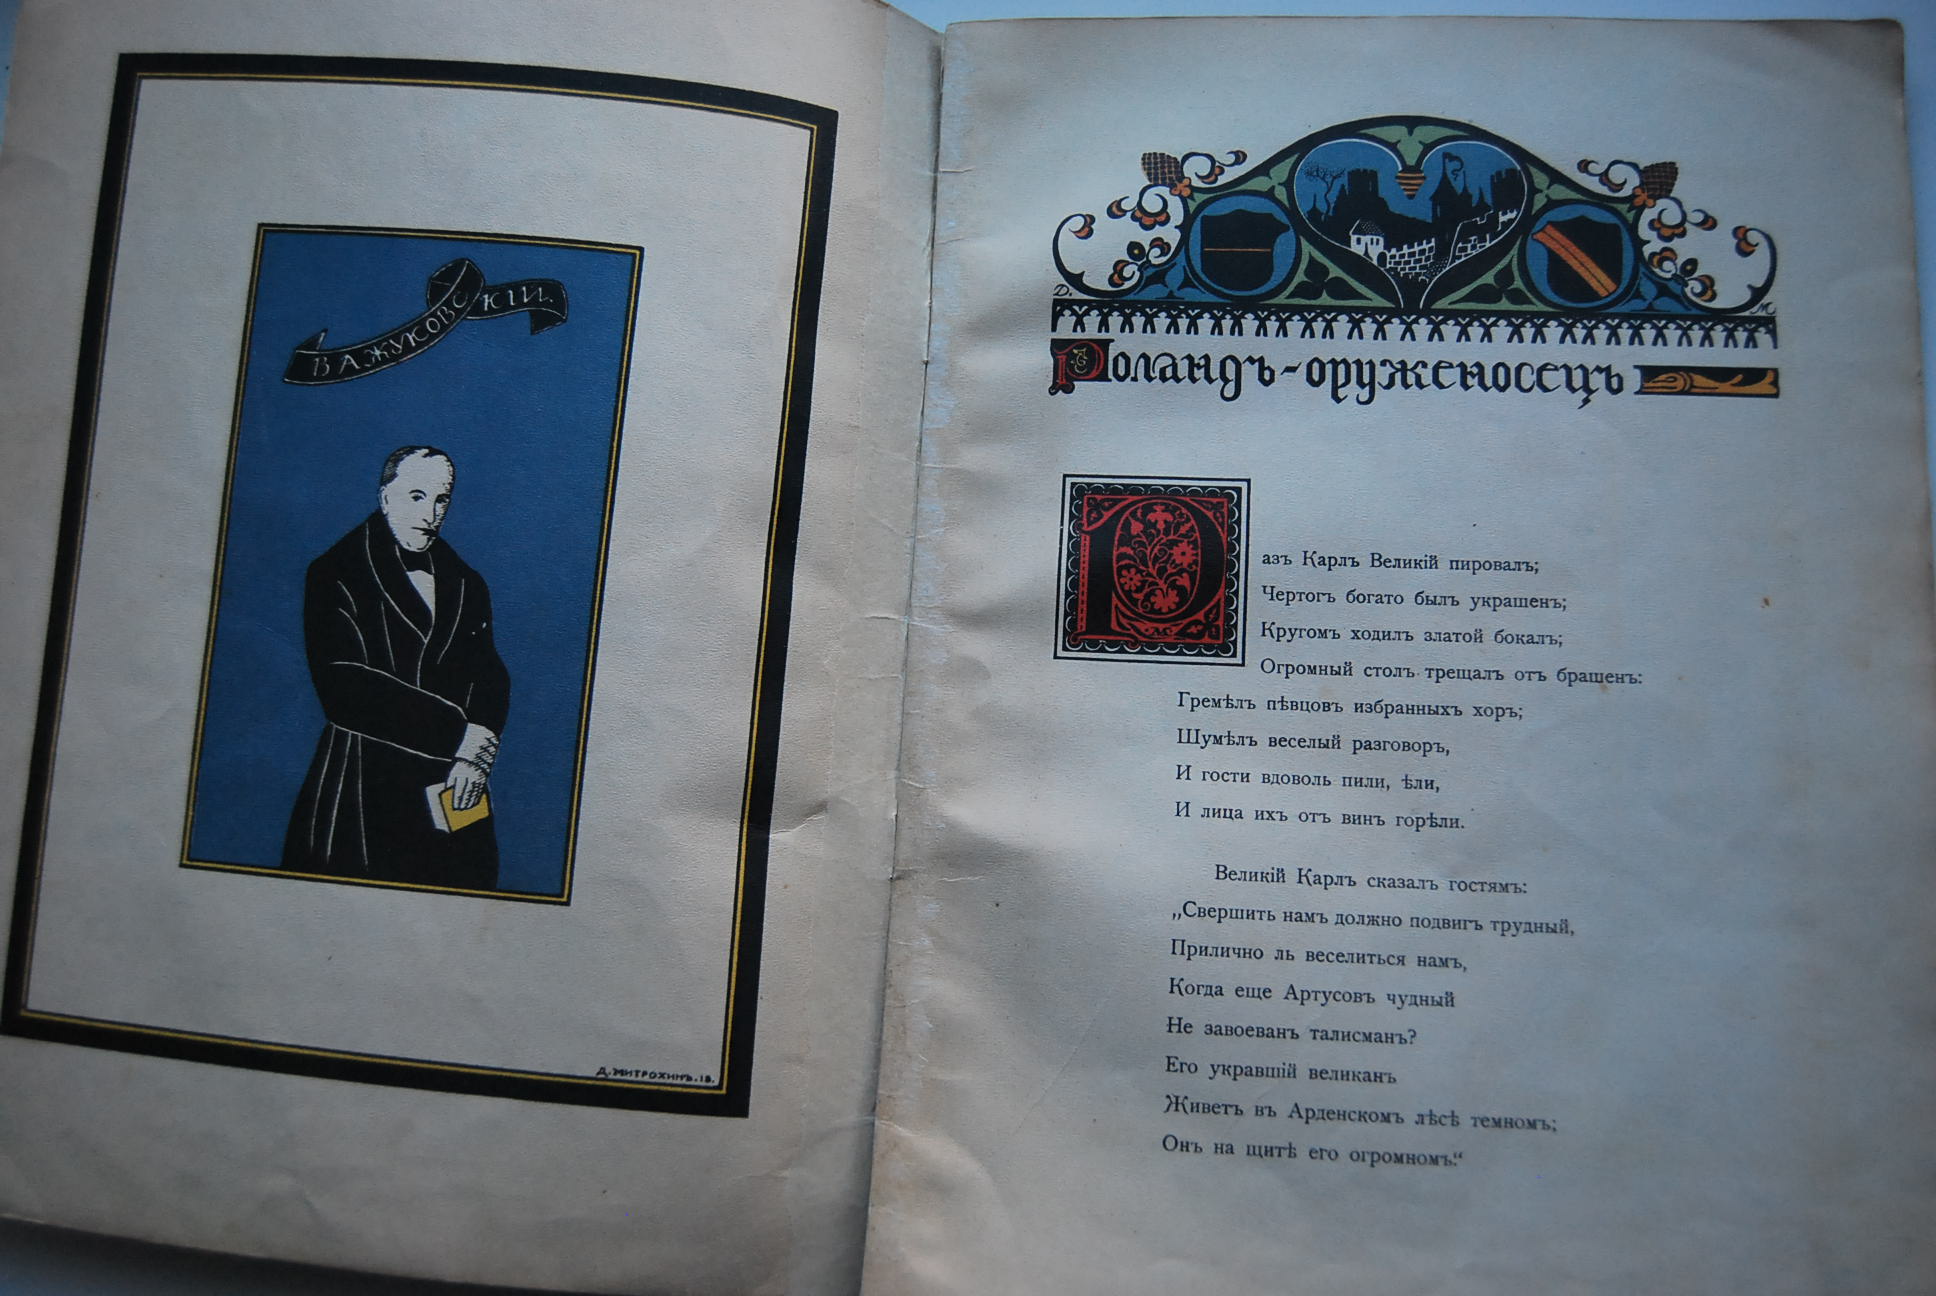 В А ЖУКОВСКІЙ.
Д. МИТРОХИНЪ. 18.
Д. М
Роландъ-оруженосецъ
Разъ Карлъ Великій пировалъ;
Чертогъ богато былъ украшенъ;
Кругомъ ходилъ златой бокалъ;
Огромный столъ трещалъ отъ брашенъ:
Гремѣлъ пѣвцовъ избранныхъ хоръ;
Шумѣлъ веселый разговоръ,
И гости вдоволь пили, ѣли,
И лица ихъ отъ винъ горѣли.
Великій Карлъ сказалъ гостямъ:
„Свершить намъ должно подвигъ трудный,
Прилично ль веселиться намъ,
Когда еще Артусовъ чудный
Не завоеванъ талисманъ?
Его укравшій великанъ
Живетъ въ Арденскомъ лѣсѣ темномъ;
Онъ на щитѣ его огромномъ.“